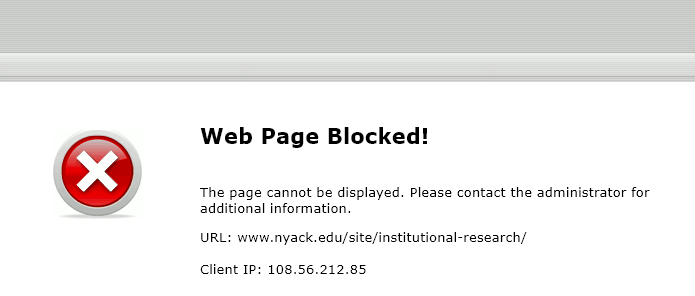 Web Page Blocked!
The page cannot be displayed. Please contact the administrator for
additional information.
URL: www.nyack.edu/site/institutional-research/
Client IP: 108.56.212.85